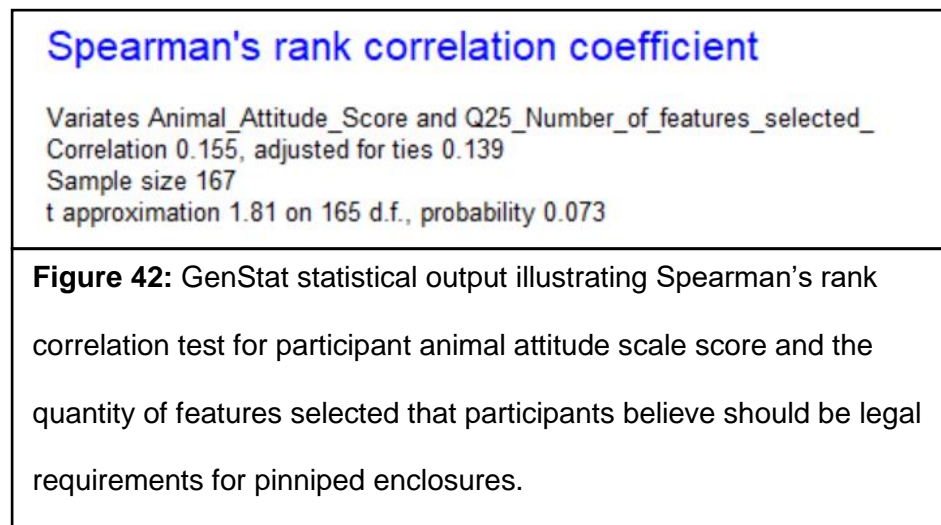 Spearman's rank correlation coefficient
Variates Animal_Attitude_Score and Q25_Number_of_features_selected_
Correlation 0.155, adjusted for ties 0.139
Sample size 167
t approximation 1.81 on 165 d.f., probability 0.073
Figure 42: GenStat statistical output illustrating Spearman’s rank
correlation test for participant animal attitude scale score and the
quantity of features selected that participants believe should be legal
requirements for pinniped enclosures.